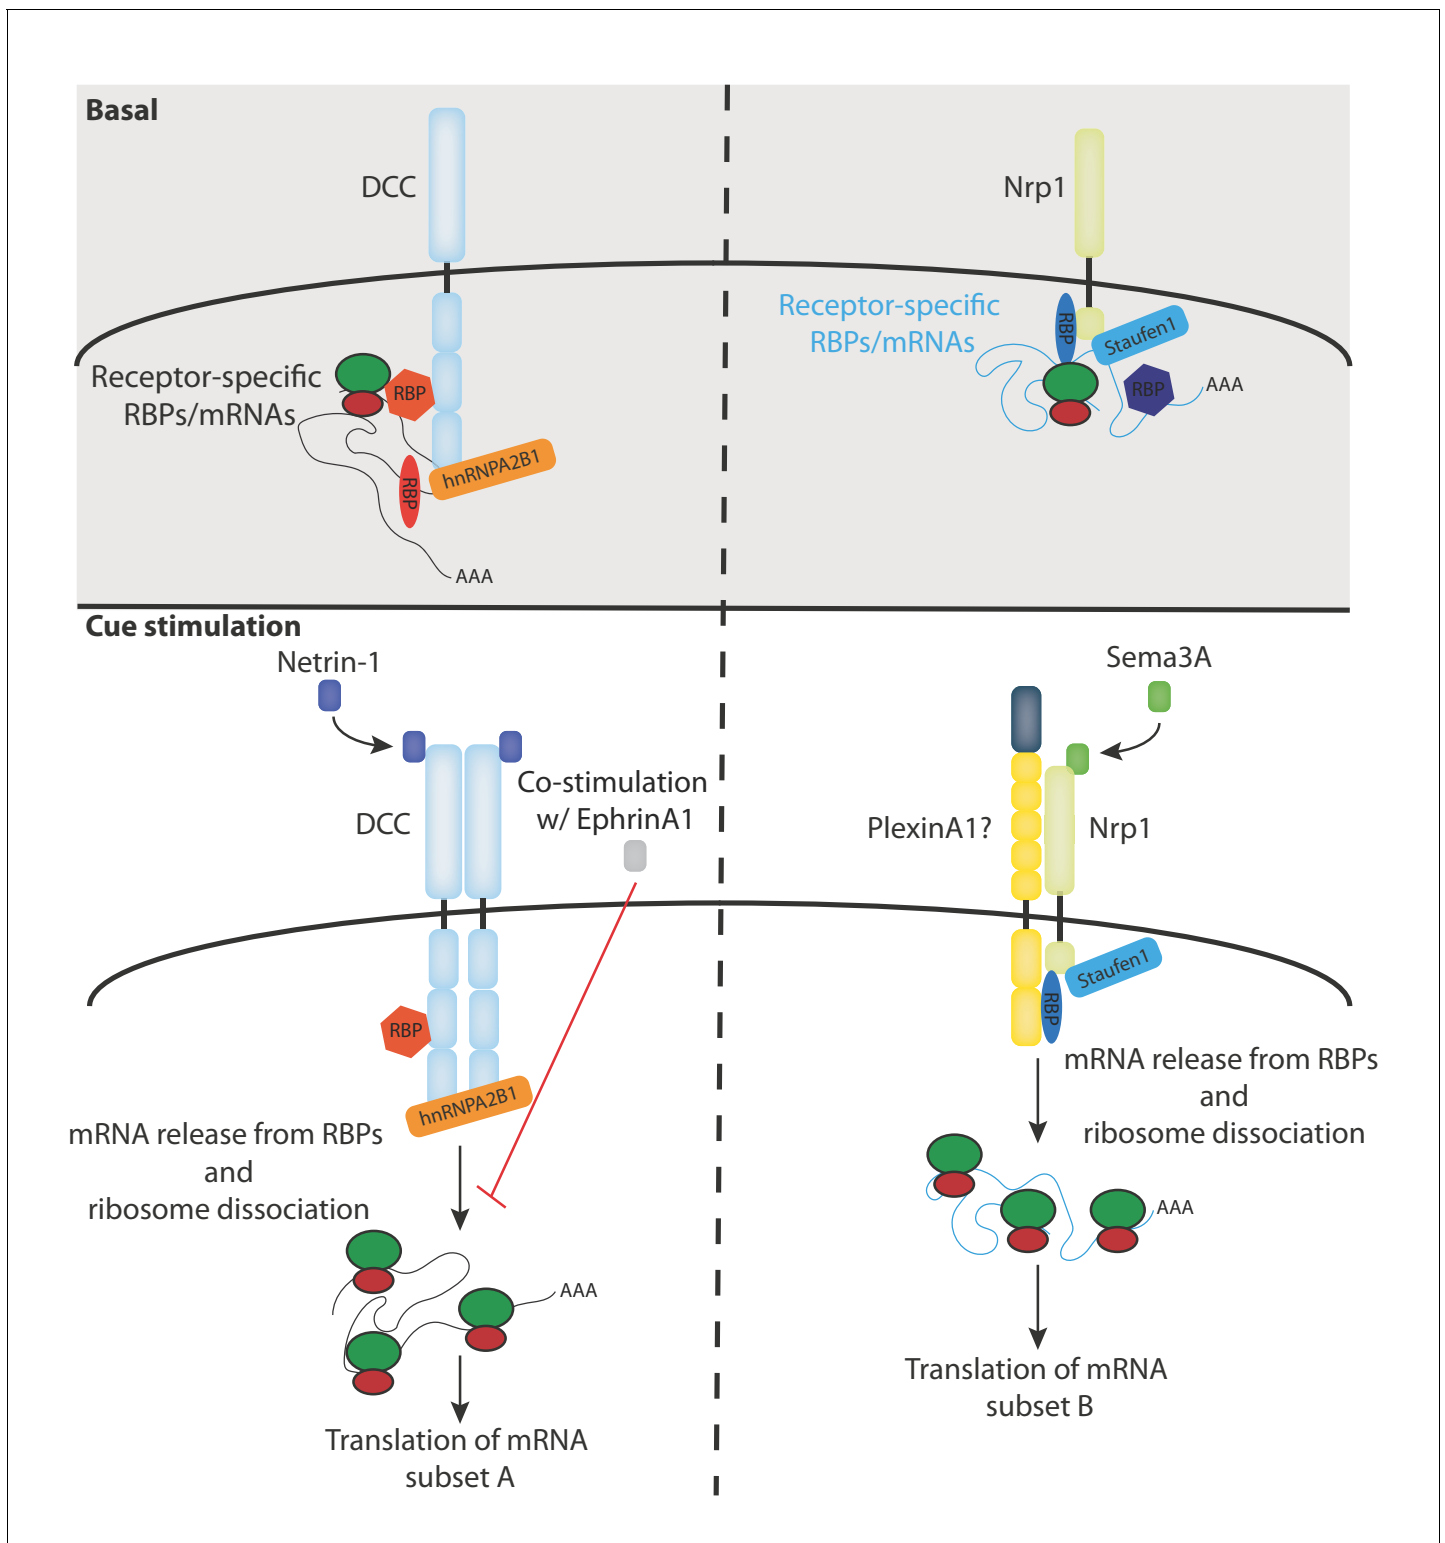 Basal
DCC
Nrp1
Receptor-specific
RBPs/mRNAs
RBP
hnRNPA2B1
RBP
AAA
Receptor-specific
RBPs/mRNAs
RBP
Staufen1
RBP
AAA
Cue stimulation
Netrin-1
DCC
Co-stimulation
w/ EphrinA1
RBP
hnRNPA2B1
mRNA release from RBPs
and
ribosome dissociation
AAA
Translation of mRNA
subset A
Sema3A
PlexinA1?
Nrp1
Staufen1
RBP
mRNA release from RBPs
and
ribosome dissociation
AAA
Translation of mRNA
subset B